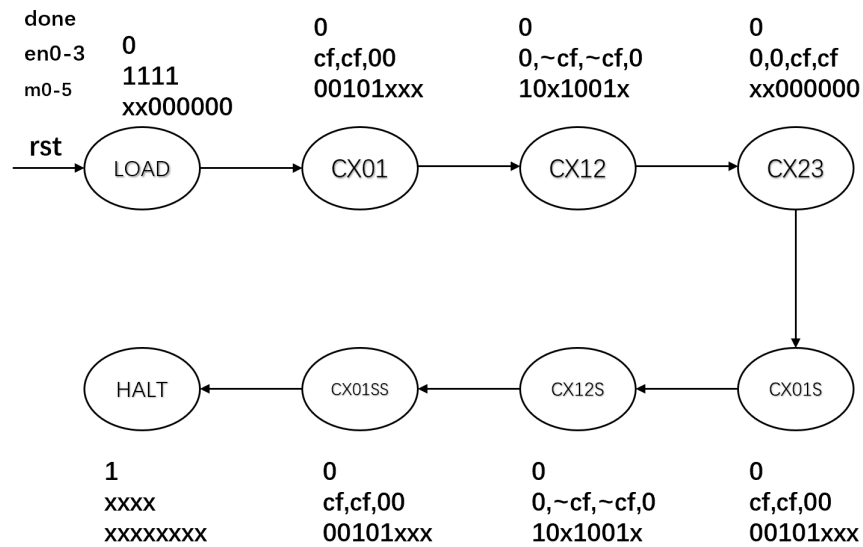 done
en0-3
m0-5
0
1111
xx000000
0
cf,cf,00
00101xxx
0
0,~cf,~cf,0
10x1001x
0
0,0,cf,cf
xx000000
rst
LOAD
CX01
CX12
CX23
HALT
CX01SS
CX12S
CX01S
1
xxxx
xxxxxxxx
0
cf,cf,00
00101xxx
0
0,~cf,~cf,0
10x1001x
0
cf,cf,00
00101xxx